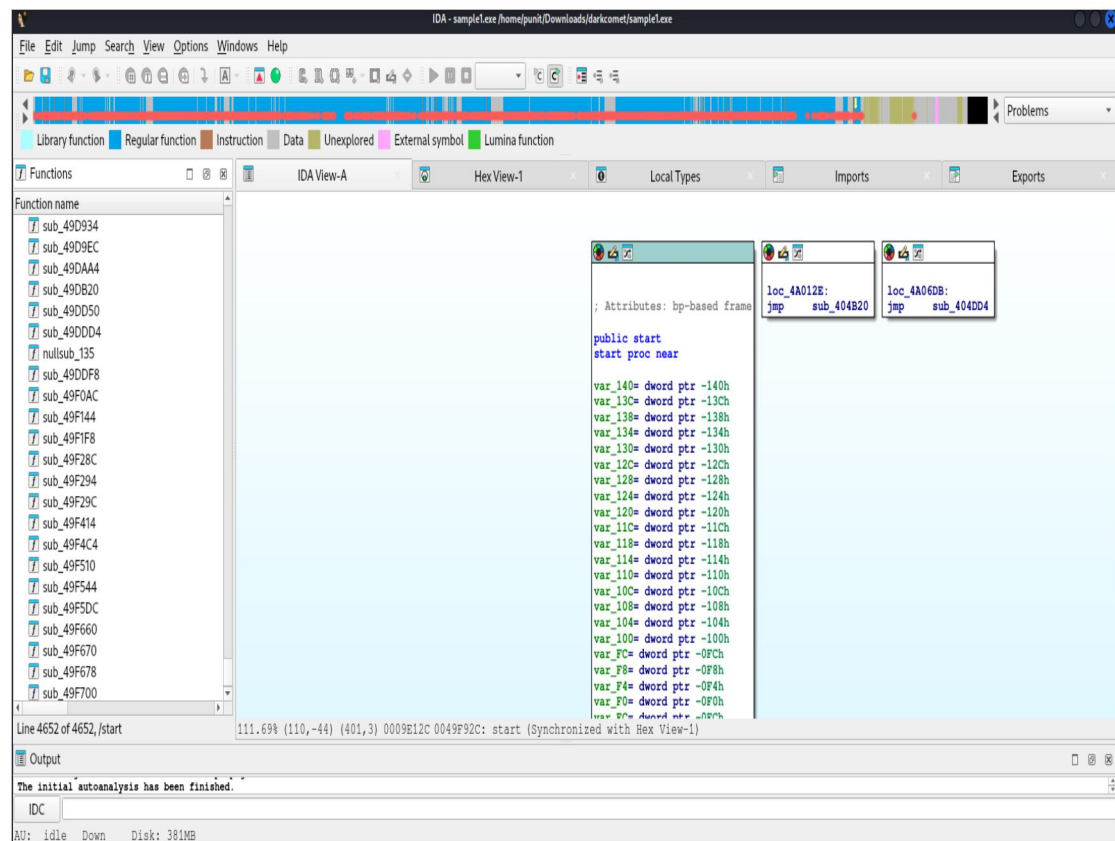 IDA - sample1.exe /home/punit/Downloads/darkcomet/sample1.exe
File Edit Jump Search View Options Windows Help
Problems
Library function Regular function Instruction Data Unexplored External symbol Lumina function
Functions
IDA View-A
Hex View-1
Local Types
Imports
Exports
Function name
sub_49D934
sub_49D9EC
sub_49DAA4
sub_49DB20
sub_49DD50
sub_49DDD4
nullsub_135
sub_49DDF8
sub_49F0AC
sub_49F144
sub_49F1F8
sub_49F28C
sub_49F294
sub_49F29C
sub_49F414
sub_49F4C4
sub_49F510
sub_49F544
sub_49F5DC
sub_49F660
sub_49F670
sub_49F678
sub_49F700
Line 4652 of 4652, /start
; Attributes: bp-based frame
public start
start proc near
var_140= dword ptr -140h
var_13C= dword ptr -13Ch
var_138= dword ptr -138h
var_134= dword ptr -134h
var_130= dword ptr -130h
var_12C= dword ptr -12Ch
var_128= dword ptr -128h
var_124= dword ptr -124h
var_120= dword ptr -120h
var_11C= dword ptr -11Ch
var_118= dword ptr -118h
var_114= dword ptr -114h
var_110= dword ptr -110h
var_10C= dword ptr -10Ch
var_108= dword ptr -108h
var_104= dword ptr -104h
var_100= dword ptr -100h
var_FC= dword ptr -0FCh
var_F8= dword ptr -0F8h
var_F4= dword ptr -0F4h
var_F0= dword ptr -0F0h
loc_4A012E:
jmp sub_404B20
loc_4A06DB:
jmp sub_404DD4
111.69% (110,-44) (401,3) 0009E12C 0049F92C: start (Synchronized with Hex View-1)
Output
The initial autoanalysis has been finished.
IDC
AU: idle Down Disk: 381MB